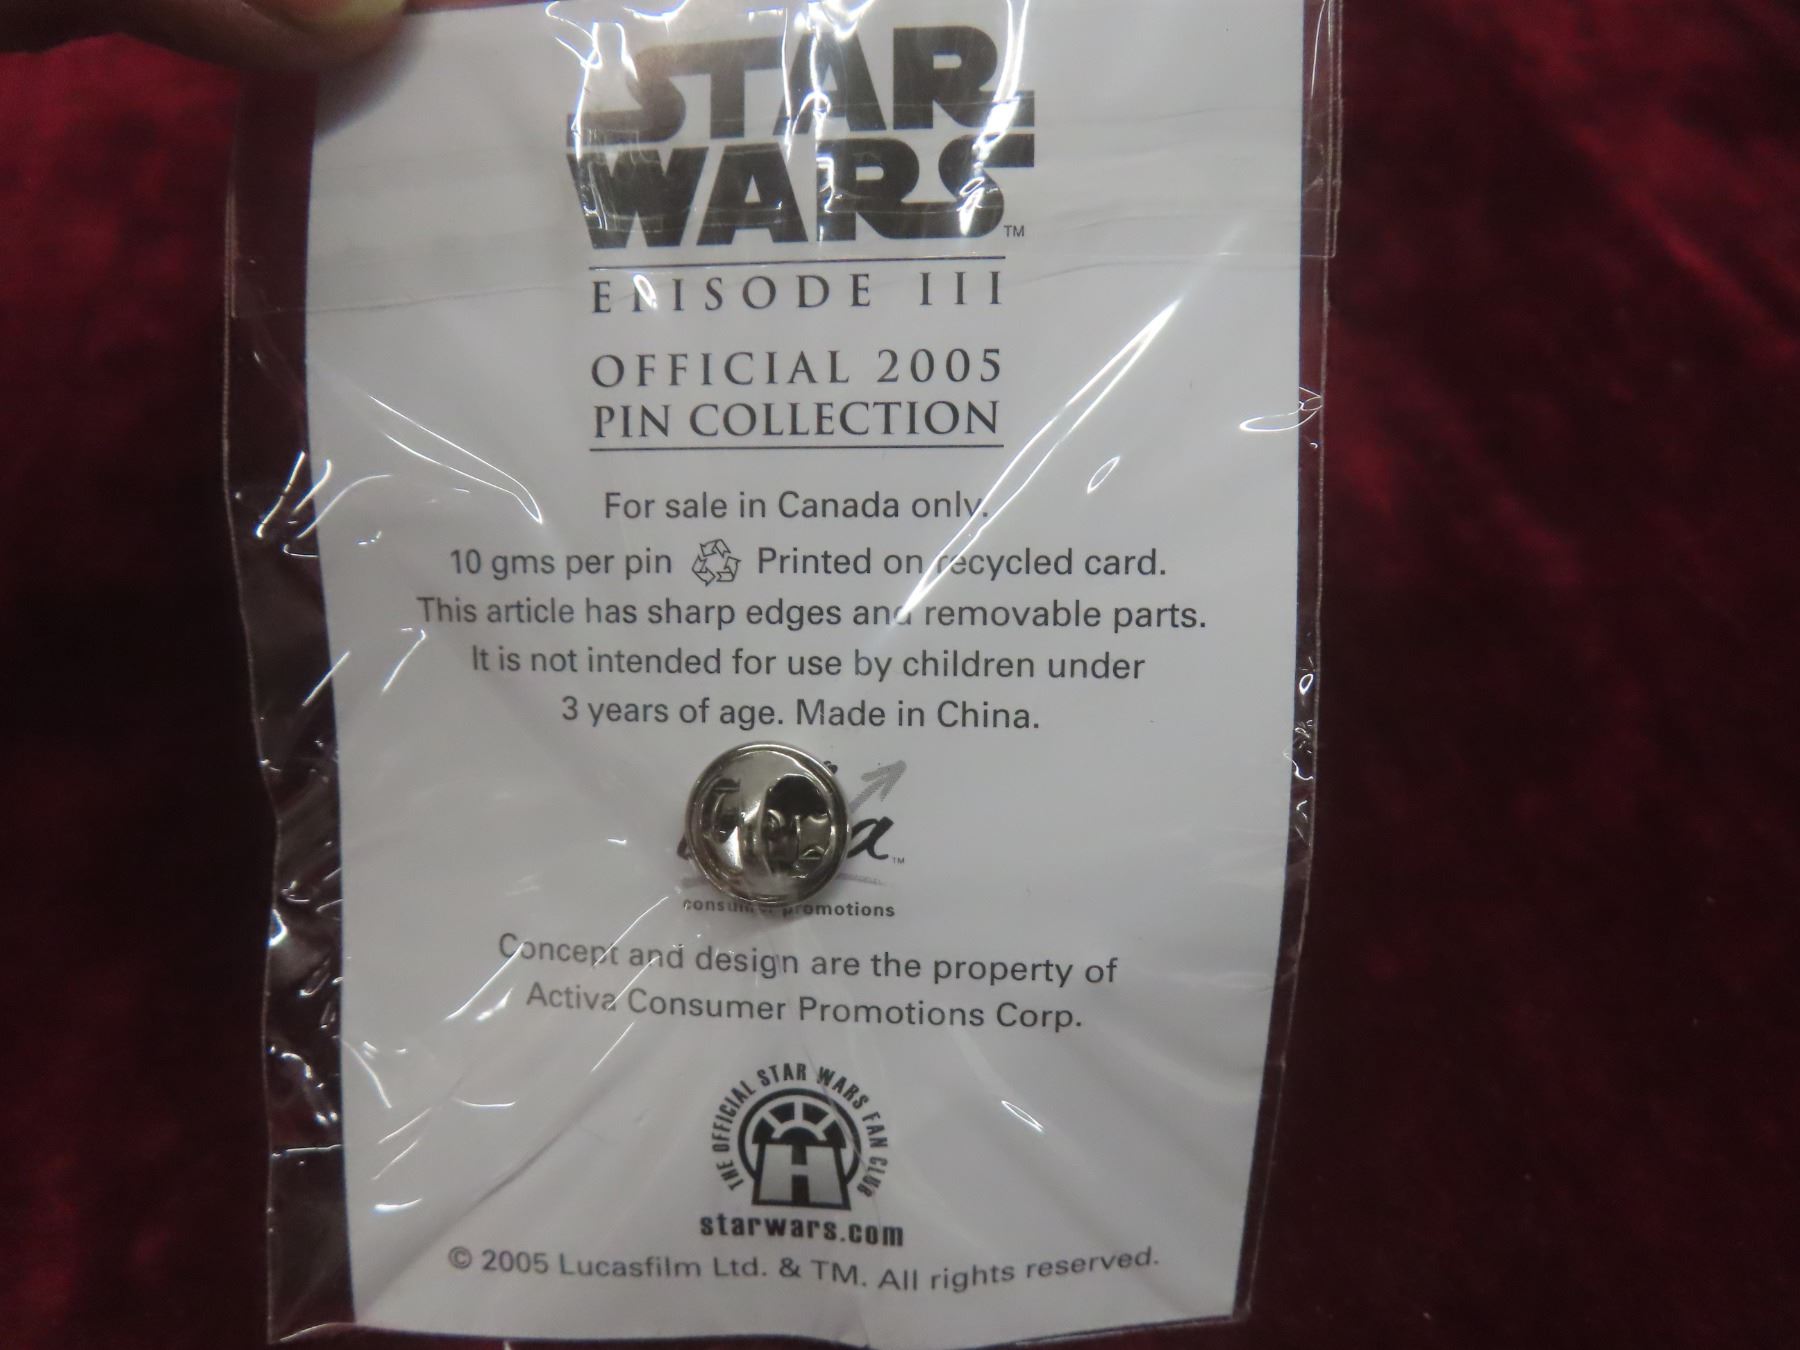 STAR
WARS™
EPISODE III
OFFICIAL 2005
PIN COLLECTION
For sale in Canada only.
10 gms per pin Printed on recycled card.
This article has sharp edges and removable parts.
It is not intended for use by children under
3 years of age. Made in China.
consumer promotions
Concept and design are the property of
Activa Consumer Promotions Corp.
THE OFFICIAL STAR WARS FAN CLUB
starwars.com
© 2005 Lucasfilm Ltd. & TM. All rights reserved.